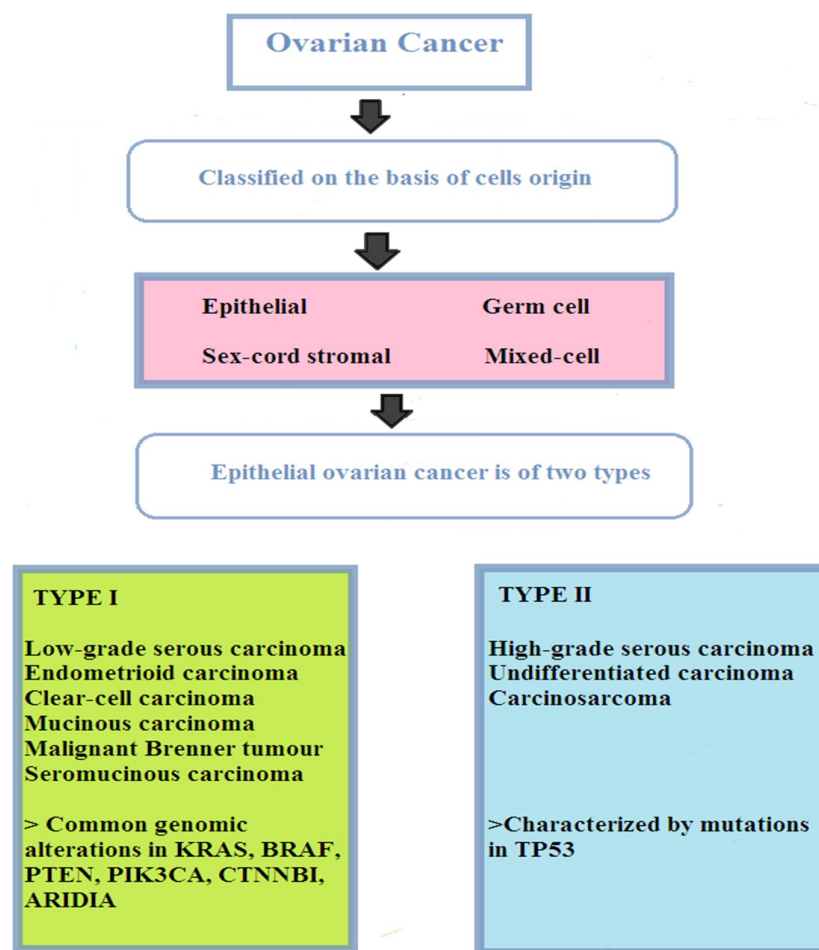 Ovarian Cancer
Classified on the basis of cells origin
Epithelial
Germ cell
Sex-cord stromal
Mixed-cell
Epithelial ovarian cancer is of two types
TYPE I
Low-grade serous carcinoma
Endometrioid carcinoma
Clear-cell carcinoma
Mucinous carcinoma
Malignant Brenner tumour
Seromucinous carcinoma
> Common genomic
alterations in KRAS, BRAF,
PTEN, PIK3CA, CTNNBI,
ARIDIA
TYPE II
High-grade serous carcinoma
Undifferentiated carcinoma
Carcinosarcoma
>Characterized by mutations
in TP53